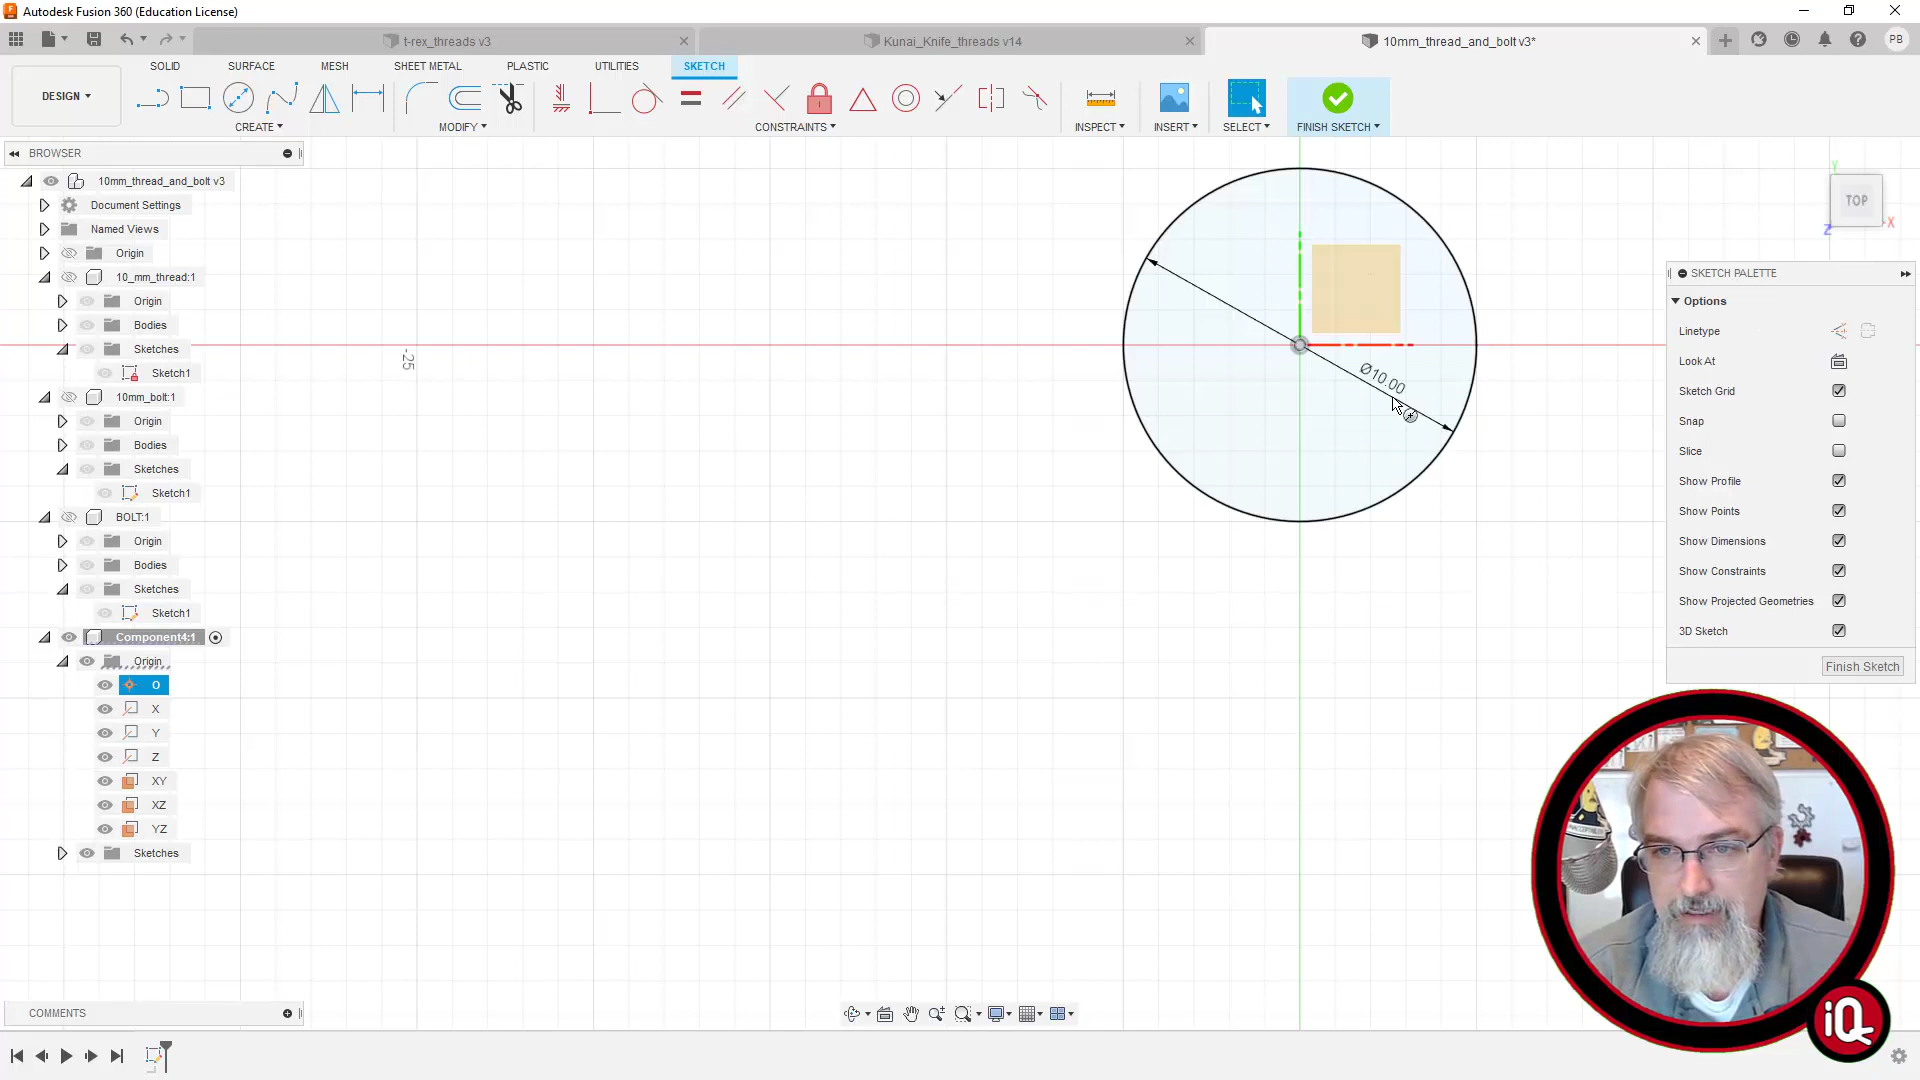 Autodesk Fusion 360 (Education License)
t-rex_threads v3
Kunai_Knife_threads v14
10mm_thread_and_bolt v3*
PB
DESIGN
SOLID
SURFACE
MESH
SHEET METAL
PLASTIC
UTILITIES
SKETCH
CREATE
MODIFY
CONSTRAINTS
INSPECT
INSERT
SELECT
FINISH SKETCH
BROWSER
10mm_thread_and_bolt v3
Document Settings
Named Views
Origin
10_mm_thread:1
Origin
Bodies
Sketches
Sketch1
10mm_bolt:1
Origin
Bodies
Sketches
Sketch1
BOLT:1
Origin
Bodies
Sketches
Sketch1
Component4:1
Origin
O
X
Y
Z
XY
XZ
YZ
Sketches
-25
Ø10.00
Y
TOP
X
Z
SKETCH PALETTE
Options
Linetype
Look At
Sketch Grid
Snap
Slice
Show Profile
Show Points
Show Dimensions
Show Constraints
Show Projected Geometries
3D Sketch
Finish Sketch
COMMENTS
iQ